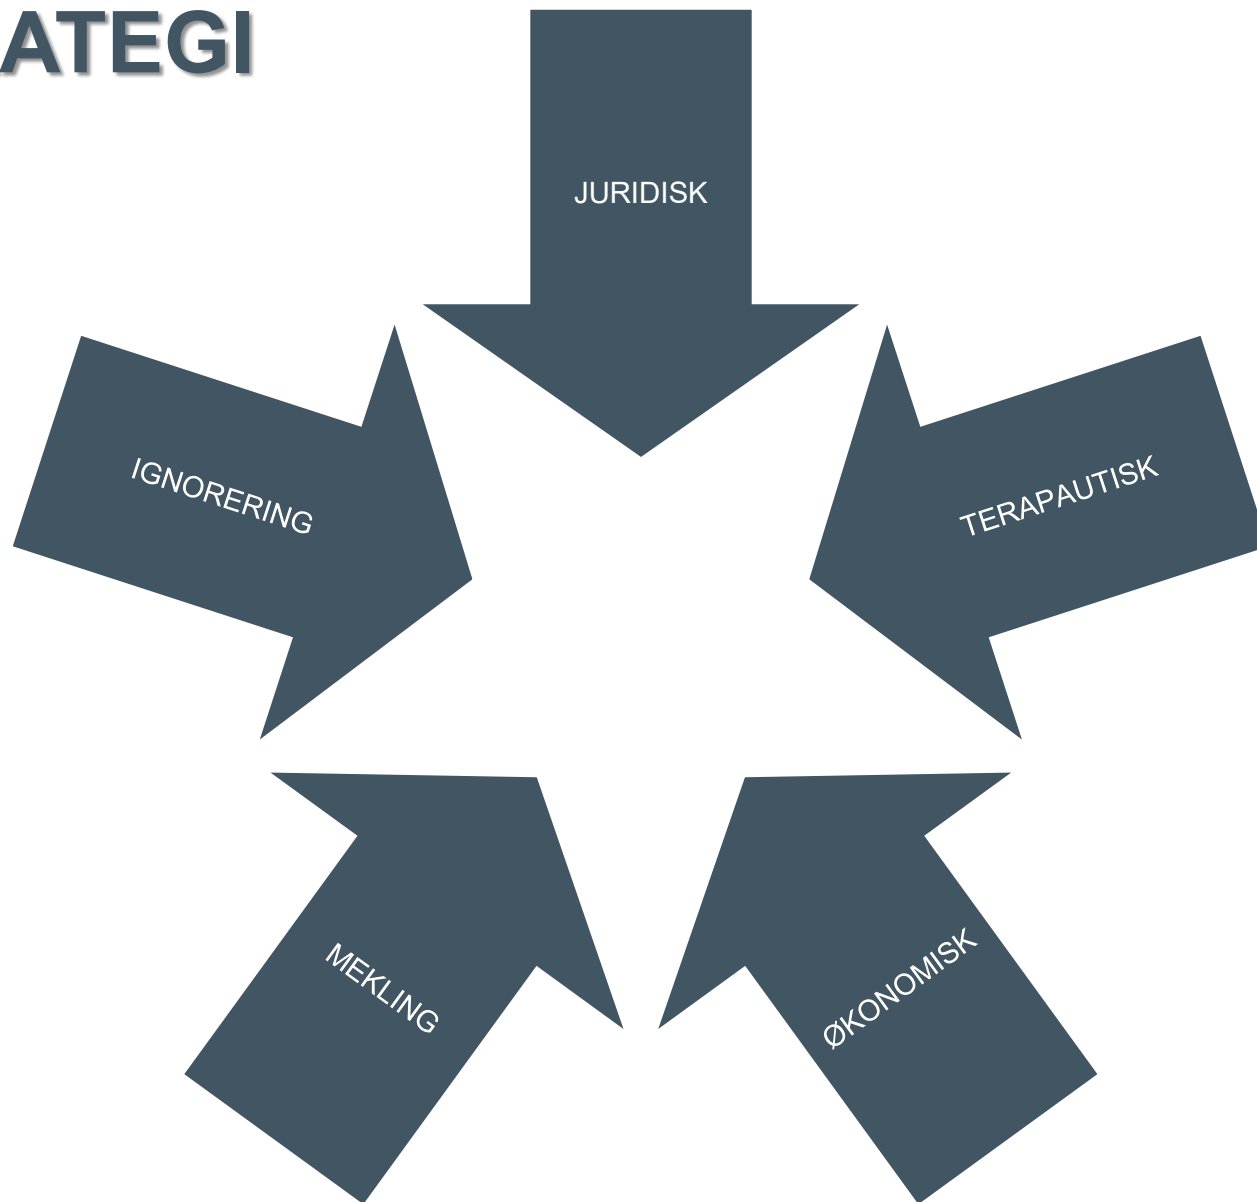 ATEGI
JURIDISK
IGNORERING
TERAPAUTISK
MEKLING
ØKONOMISK